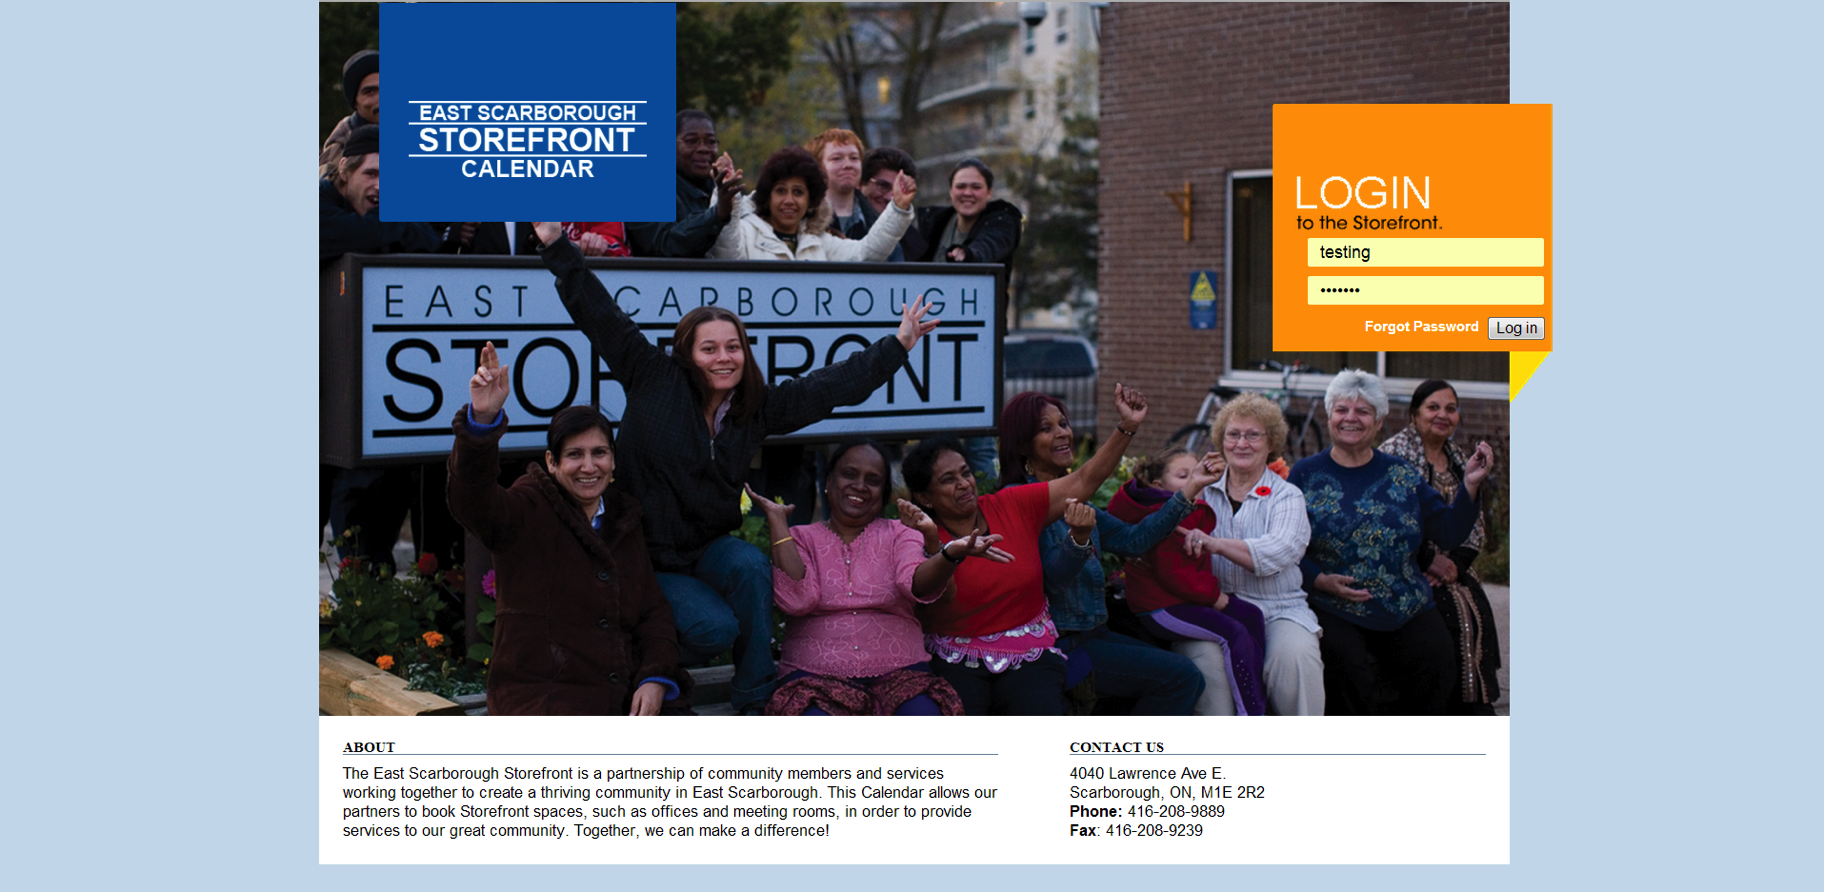 EAST SCARBOROUGH
STOREFRONT
CALENDAR
LOGIN
to the Storefront.
testing
•••••••
Forgot Password Log in
EAST SCARBOROUGH
STOREFRONT
ABOUT
The East Scarborough Storefront is a partnership of community members and services
working together to create a thriving community in East Scarborough. This Calendar allows our
partners to book Storefront spaces, such as offices and meeting rooms, in order to provide
services to our great community. Together, we can make a difference!
CONTACT US
4040 Lawrence Ave E.
Scarborough, ON, M1E 2R2
Phone: 416-208-9889
Fax: 416-208-9239